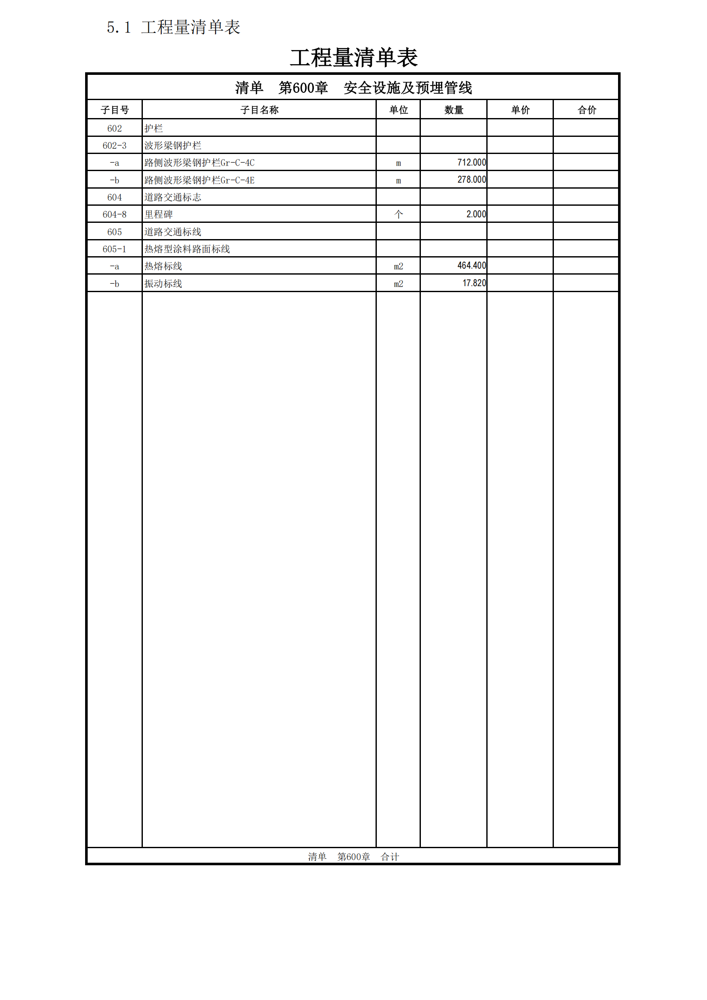 5.1 工程量清单表
工程量清单表
清单 第600章 安全设施及预埋管线
子目号 子目名称 单位 数量 单价 合价
602 护栏
602-3 波形梁钢护栏
-a 路侧波形梁钢护栏Gr-C-4C m 712.000
-b 路侧波形梁钢护栏Gr-C-4E m 278.000
604 道路交通标志
604-8 里程碑 个 2.000
605 道路交通标线
605-1 热熔型涂料路面标线
-a 热熔标线 m2 464.400
-b 振动标线 m2 17.820
清单 第600章 合计